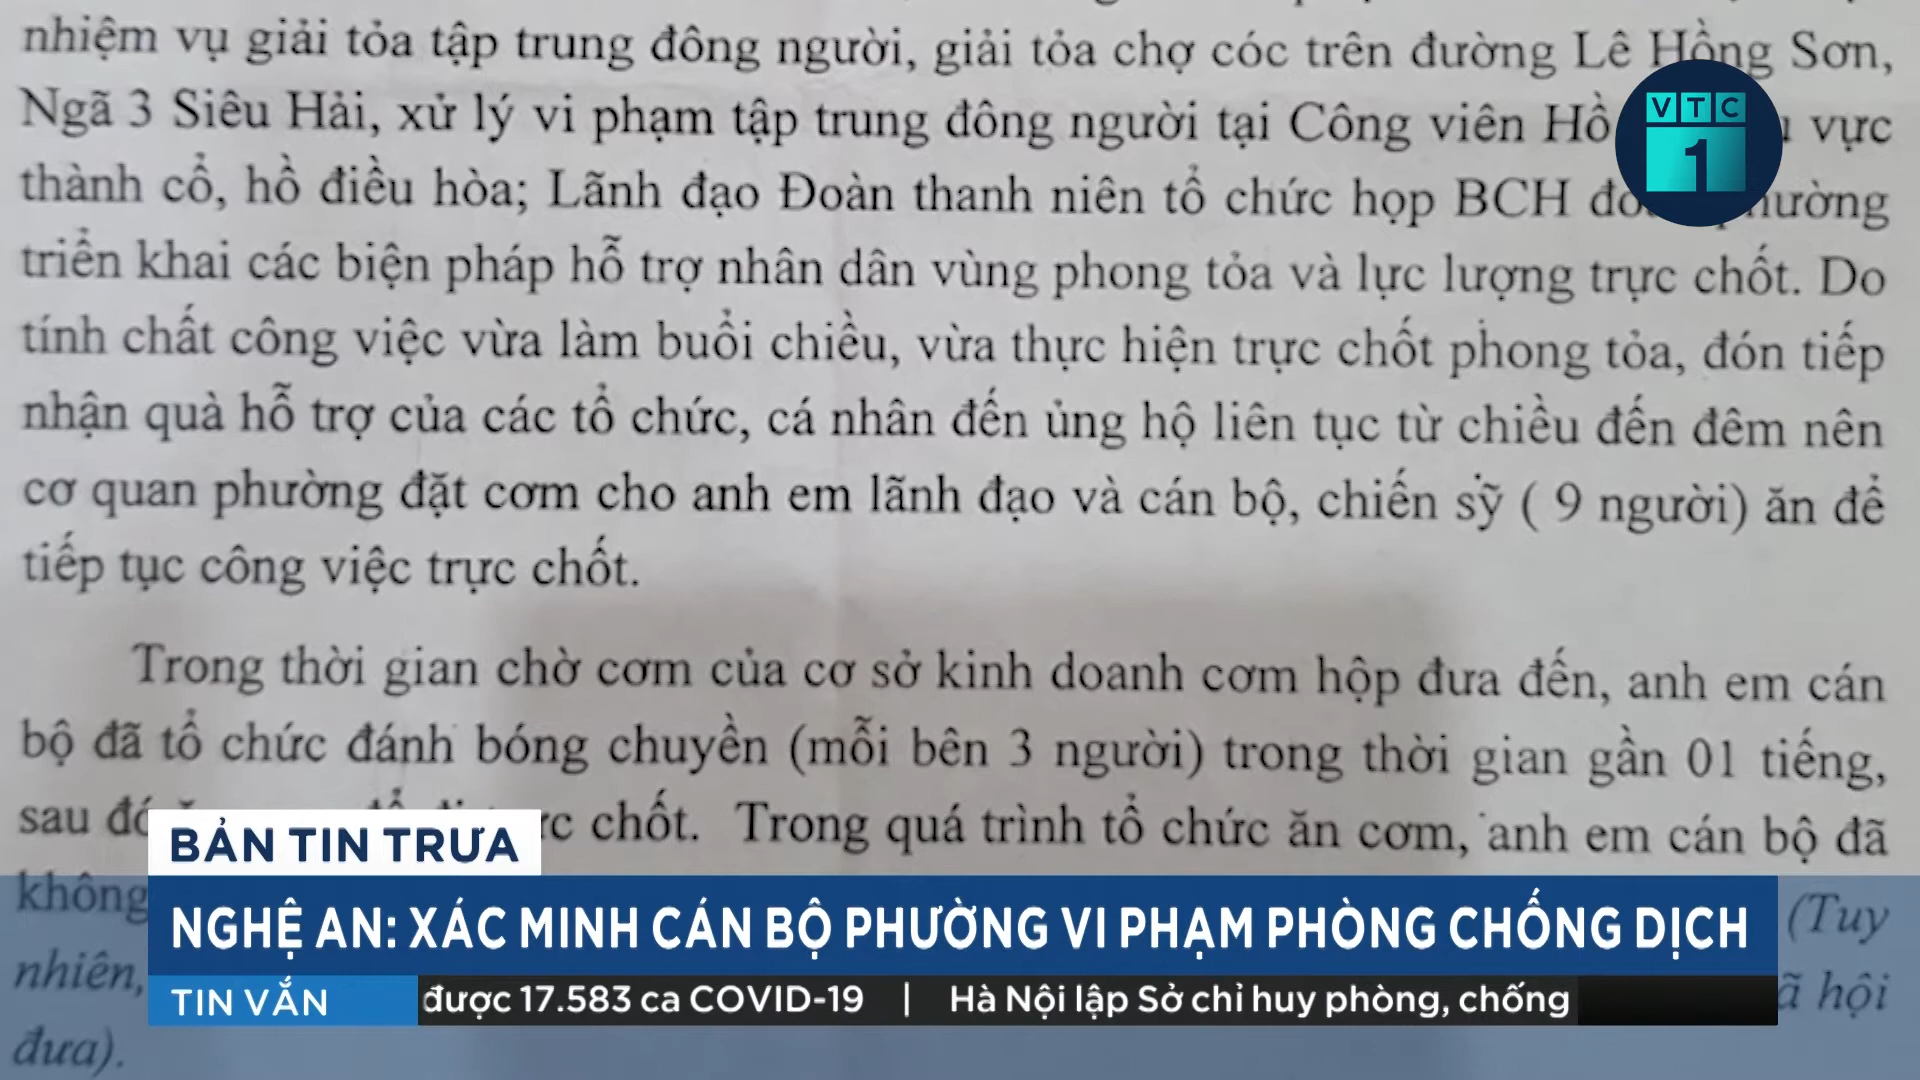 nhiệm vụ giải tỏa tập trung đông người, giải tỏa chợ cóc trên đường Lê Hồng Sơn,
Ngã 3 Siêu Hải, xử lý vi phạm tập trung đông người tại Công viên Hồ vực
VTC
1
thành cổ, hồ điều hòa; Lãnh đạo Đoàn thanh niên tổ chức họp BCH
triển khai các biện pháp hỗ trợ nhân dân vùng phong tỏa và lực lượng trực chốt. Do
tính chất công việc vừa làm buổi chiều, vừa thực hiện trực chốt phong tỏa, đón tiếp
nhận quà hỗ trợ của các tổ chức, cá nhân đến ủng hộ liên tục từ chiều đến đêm nên
cơ quan phường đặt cơm cho anh em lãnh đạo và cán bộ, chiến sỹ ( 9 người) ăn để
tiếp tục công việc trực chốt.
Trong thời gian chờ cơm của cơ sở kinh doanh cơm hộp đưa đến, anh em cán
bộ đã tổ chức đánh bóng chuyền (mỗi bên 3 người) trong thời gian gần 01 tiếng,
sau chốt. Trong quá trình tổ chức ăn cơm, anh em cán bộ đã
BẢN TIN TRƯA
không (Tuy
NGHỆ AN: XÁC MINH CÁN BỘ PHƯỜNG VI PHẠM PHÒNG CHỐNG DỊCH
nhiên, hội
TIN VẮN được 17.583 ca COVID-19 | Hà Nội lập Sở chỉ huy phòng, chống
đưa).